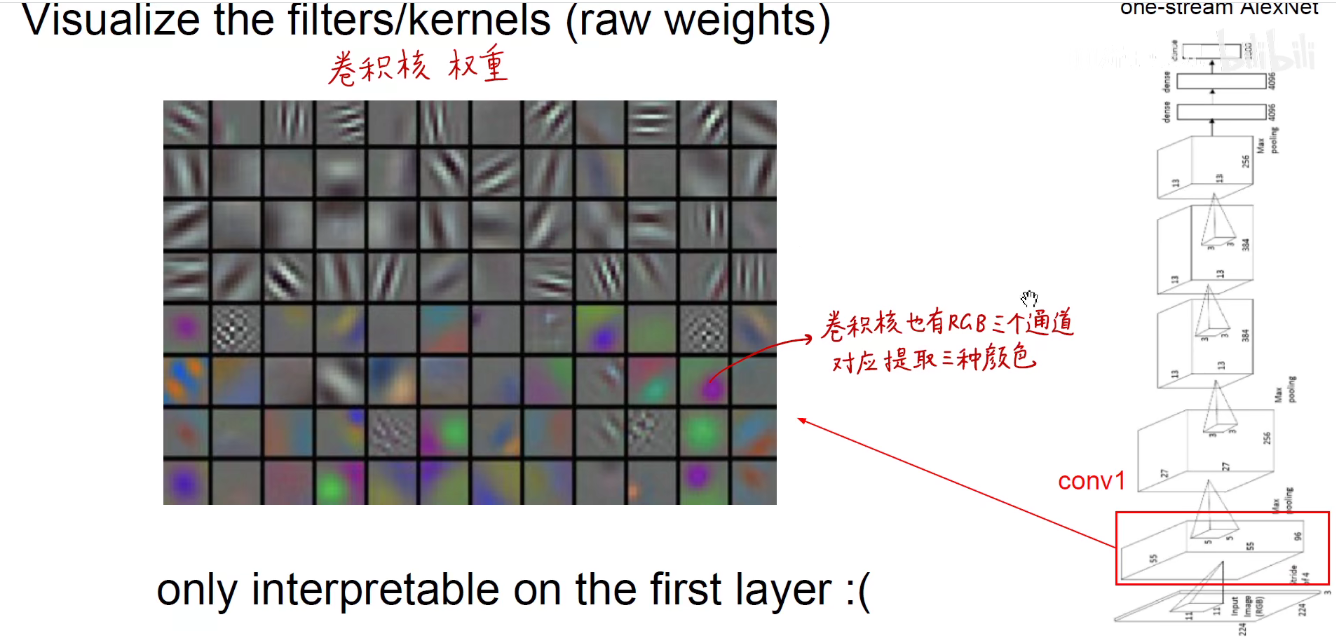 Visualize the filters/kernels (raw weights)
卷积核 权重
one-stream AlexNet
bilibili
dense
1000
dense
4096
dense
4096
Max
pooling
256
13
13
3
3
384
13
13
3
3
384
13
13
Max
pooling
3
3
256
27
27
conv1
Max
pooling
5
5
96
55
55
Stride
of 4
3
11
11
Input
Image
(RGB)
224
224
卷积核也有RGB三个通道
对应提取三种颜色
only interpretable on the first layer :(